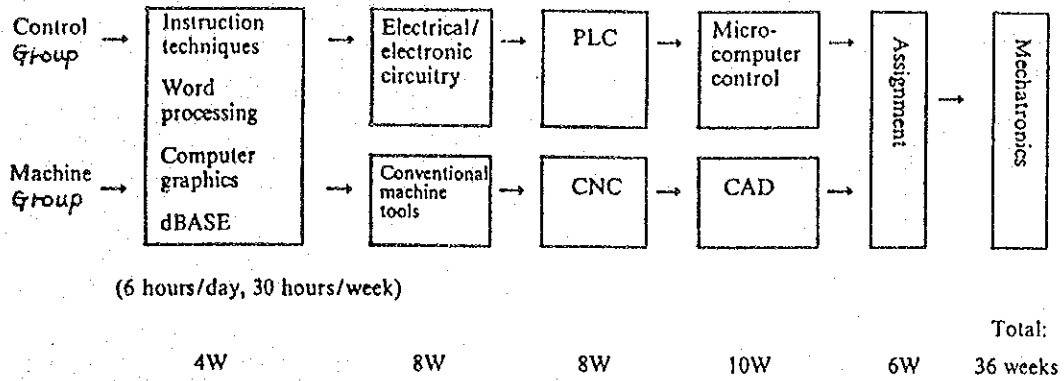 Control
Group
Instruction
techniques
Word
processing
Computer
graphics
dBASE
Electrical/
electronic
circuitry
PLC
Micro-
computer
control
Assignment
Mechatronics
Machine
Group
Conventional
machine
tools
CNC
CAD
(6 hours/day, 30 hours/week)
Total:
4W 8W 8W 10W 6W 36 weeks